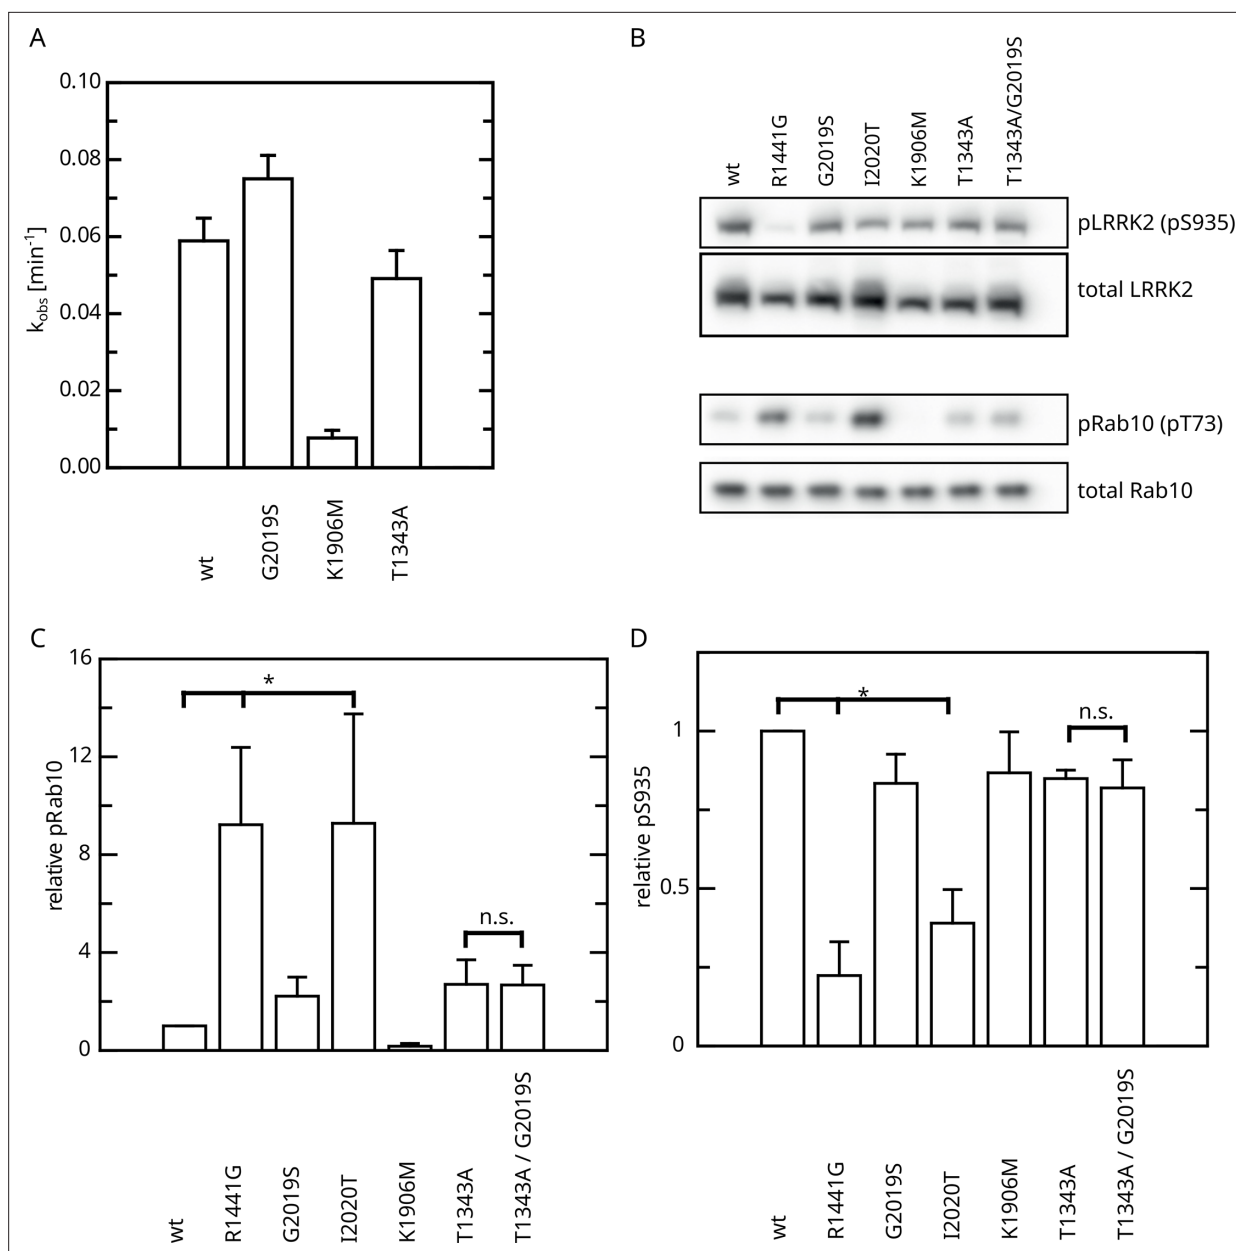 A
0.10
0.08
0.06
0.04
0.02
0.00
kobs [min-1]
wt
G2019S
K1906M
T1343A
B
wt
R1441G
G2019S
I2020T
K1906M
T1343A
T1343A/G2019S
pLRRK2 (pS935)
total LRRK2
pRab10 (pT73)
total Rab10
C
16
12
8
4
0
relative pRab10
*
n.s.
wt
R1441G
G2019S
I2020T
K1906M
T1343A
T1343A / G2019S
D
1
0.5
0
relative pS935
*
n.s.
wt
R1441G
G2019S
I2020T
K1906M
T1343A
T1343A / G2019S